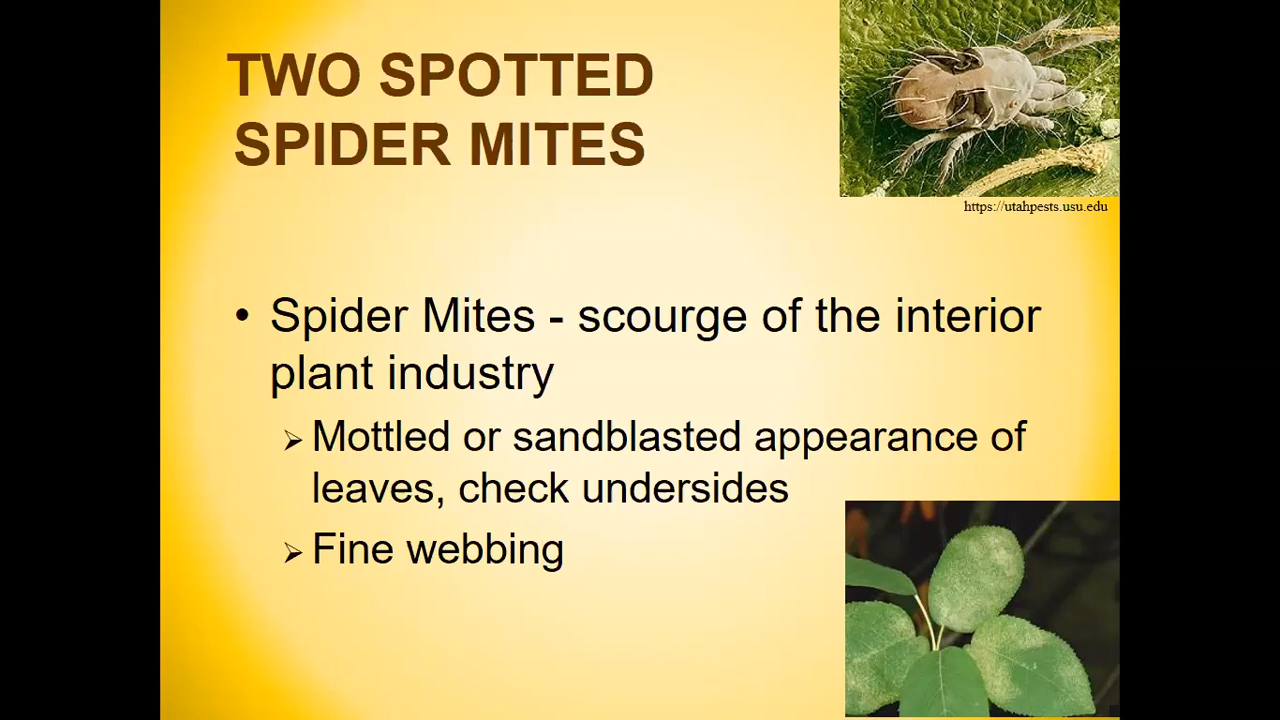 TWO SPOTTED
SPIDER MITES
https://utahpests.usu.edu
• Spider Mites - scourge of the interior
plant industry
➢ Mottled or sandblasted appearance of
leaves, check undersides
➢ Fine webbing